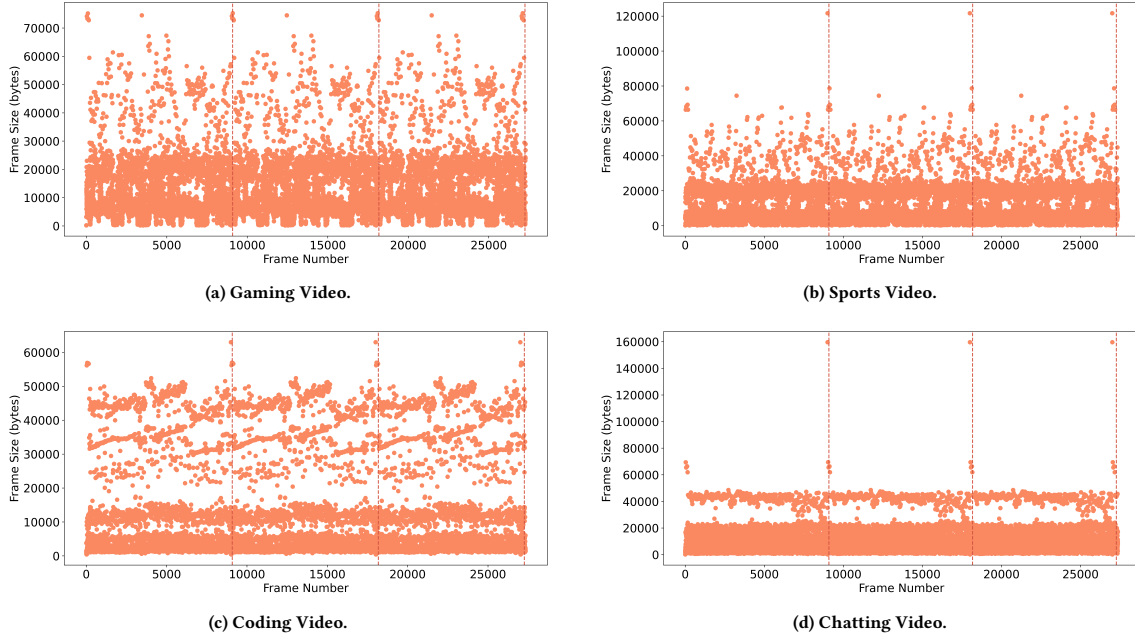 70000
60000
50000
40000
30000
20000
10000
0
Frame Size (bytes)
0 5000 10000 15000 20000 25000
Frame Number
(a) Gaming Video.
120000
100000
80000
60000
40000
20000
0
Frame Size (bytes)
0 5000 10000 15000 20000 25000
Frame Number
(b) Sports Video.
60000
50000
40000
30000
20000
10000
0
Frame Size (bytes)
0 5000 10000 15000 20000 25000
Frame Number
(c) Coding Video.
160000
140000
120000
100000
80000
60000
40000
20000
0
Frame Size (bytes)
0 5000 10000 15000 20000 25000
Frame Number
(d) Chatting Video.